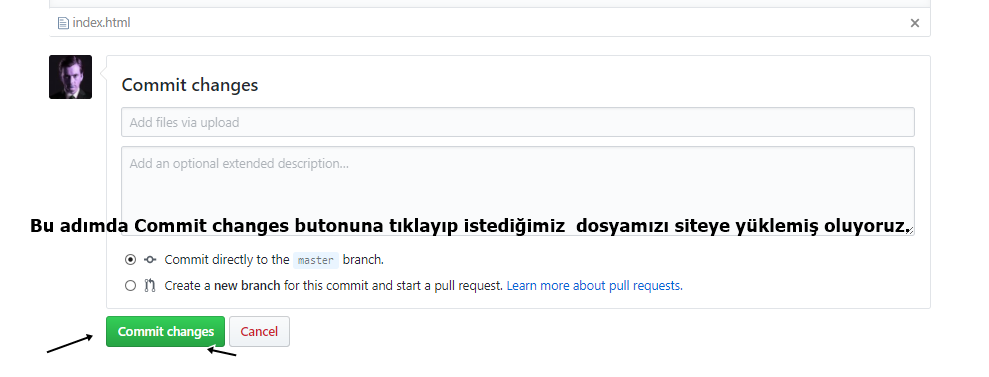 index.html
Commit changes
Add files via upload
Add an optional extended description...
Bu adımda Commit changes butonuna tıklayıp istediğimiz  dosyamızı siteye yüklemiş oluyoruz.
Commit directly to the master branch.
Create a new branch for this commit and start a pull request. Learn more about pull requests.
Commit changes Cancel